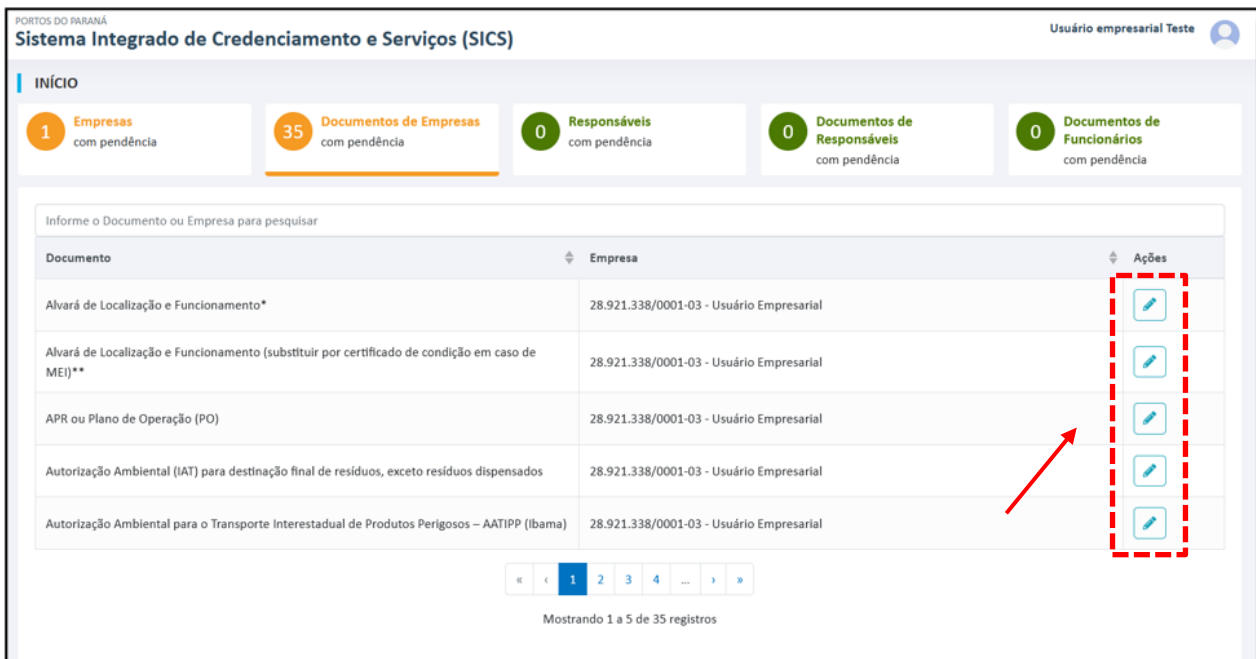 PORTOS DO PARANÁ
Sistema Integrado de Credenciamento e Serviços (SICS)
Usuário empresarial Teste
INÍCIO
1
Empresas
com pendência
35
Documentos de Empresas
com pendência
0
Responsáveis
com pendência
0
Documentos de
Responsáveis
com pendência
0
Documentos de
Funcionários
com pendência
Informe o Documento ou Empresa para pesquisar
Documento Empresa Ações
Alvará de Localização e Funcionamento* 28.921.338/0001-03 - Usuário Empresarial
Alvará de Localização e Funcionamento (substituir por certificado de condição em caso de
MEI)** 28.921.338/0001-03 - Usuário Empresarial
APR ou Plano de Operação (PO) 28.921.338/0001-03 - Usuário Empresarial
Autorização Ambiental (IAT) para destinação final de resíduos, exceto resíduos dispensados 28.921.338/0001-03 - Usuário Empresarial
Autorização Ambiental para o Transporte Interestadual de Produtos Perigosos – AATIPP (Ibama) 28.921.338/0001-03 - Usuário Empresarial
« ‹ 1 2 3 4 ... › »
Mostrando 1 a 5 de 35 registros